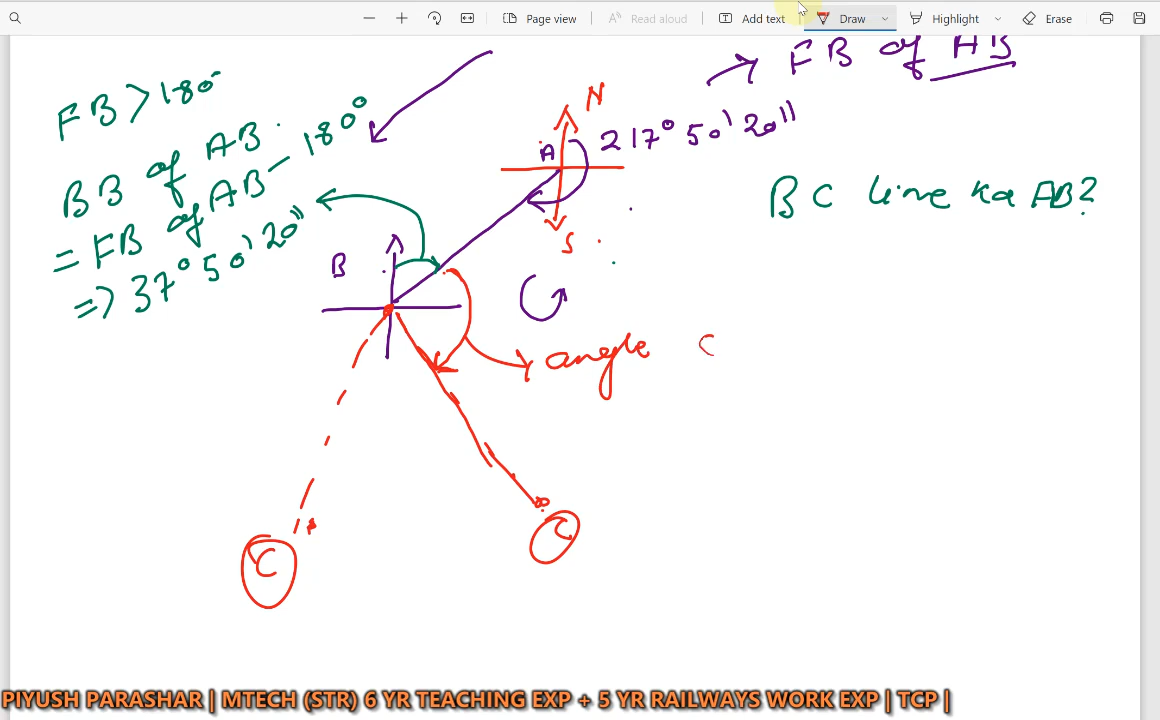 Page view
Read aloud
Add text
Draw
Highlight
Erase
FB of AB
FB > 180°
BB of AB
= FB of AB - 180°
=> 37° 50' 20"
N
A
217° 50' 20"
S
B
BC line ka AB?
angle C
C
C
PIYUSH PARASHAR | MTECH (STR) 6 YR TEACHING EXP + 5 YR RAILWAYS WORK EXP | TCP |